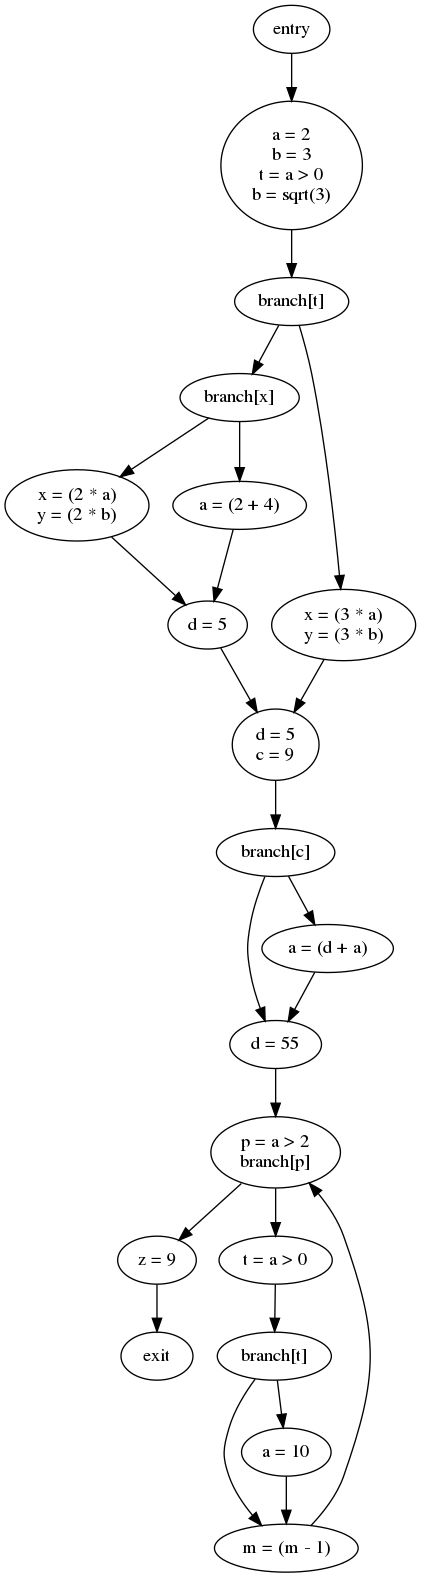 entry
a = 2
b = 3
t = a > 0
b = sqrt(3)
branch[t]
branch[x]
x = (2 * a)
y = (2 * b)
a = (2 + 4)
d = 5
x = (3 * a)
y = (3 * b)
d = 5
c = 9
branch[c]
a = (d + a)
d = 55
p = a > 2
branch[p]
z = 9
t = a > 0
exit
branch[t]
a = 10
m = (m - 1)